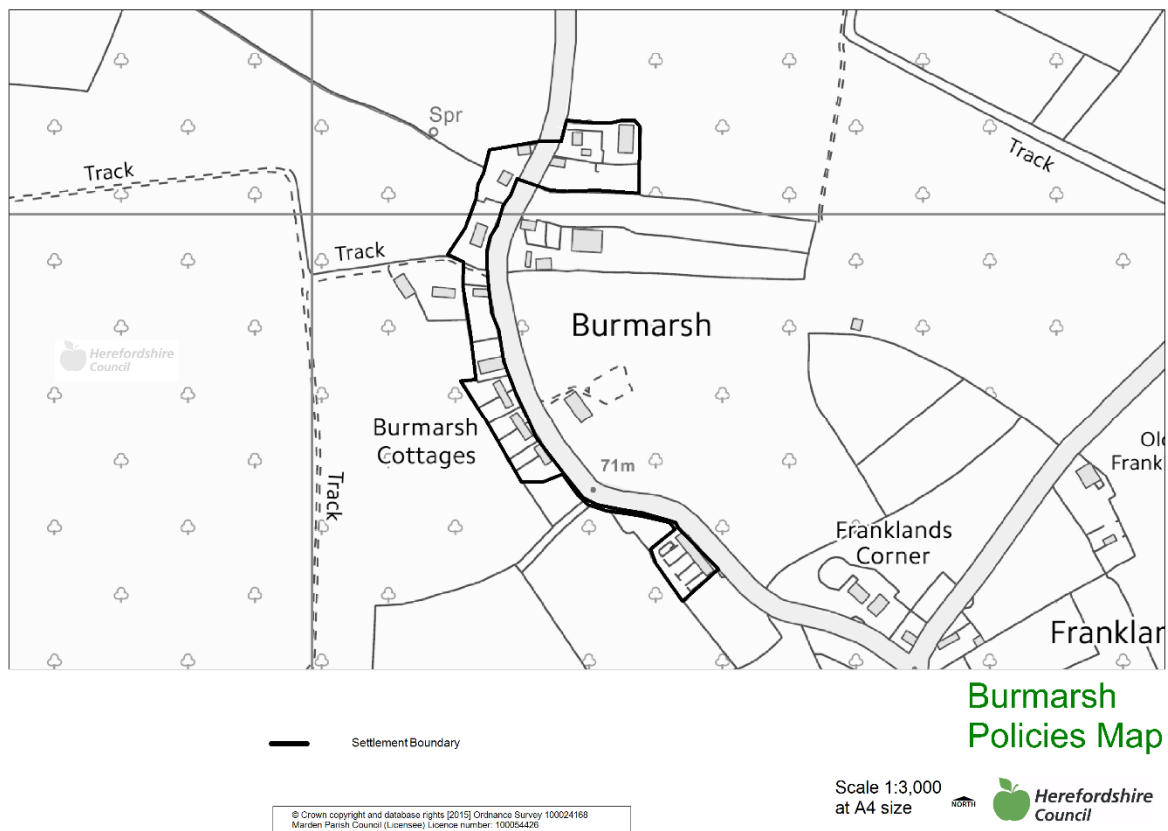 Spr
Track
Track
Track
Burmarsh
Herefordshire
Council
Burmarsh
Cottages
71m
Track
Franklands
Corner
Burmarsh
Policies Map
Settlement Boundary
Scale 1:3,000
at A4 size
NORTH
Herefordshire
Council
© Crown copyright and database rights [2015] Ordnance Survey 100024168
Marden Parish Council (Licensee) Licence number: 100054426